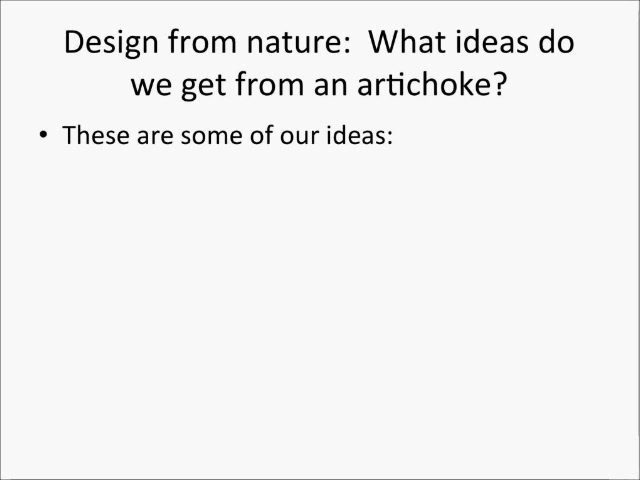 Design from nature:  What ideas do
we get from an artichoke?
• These are some of our ideas: